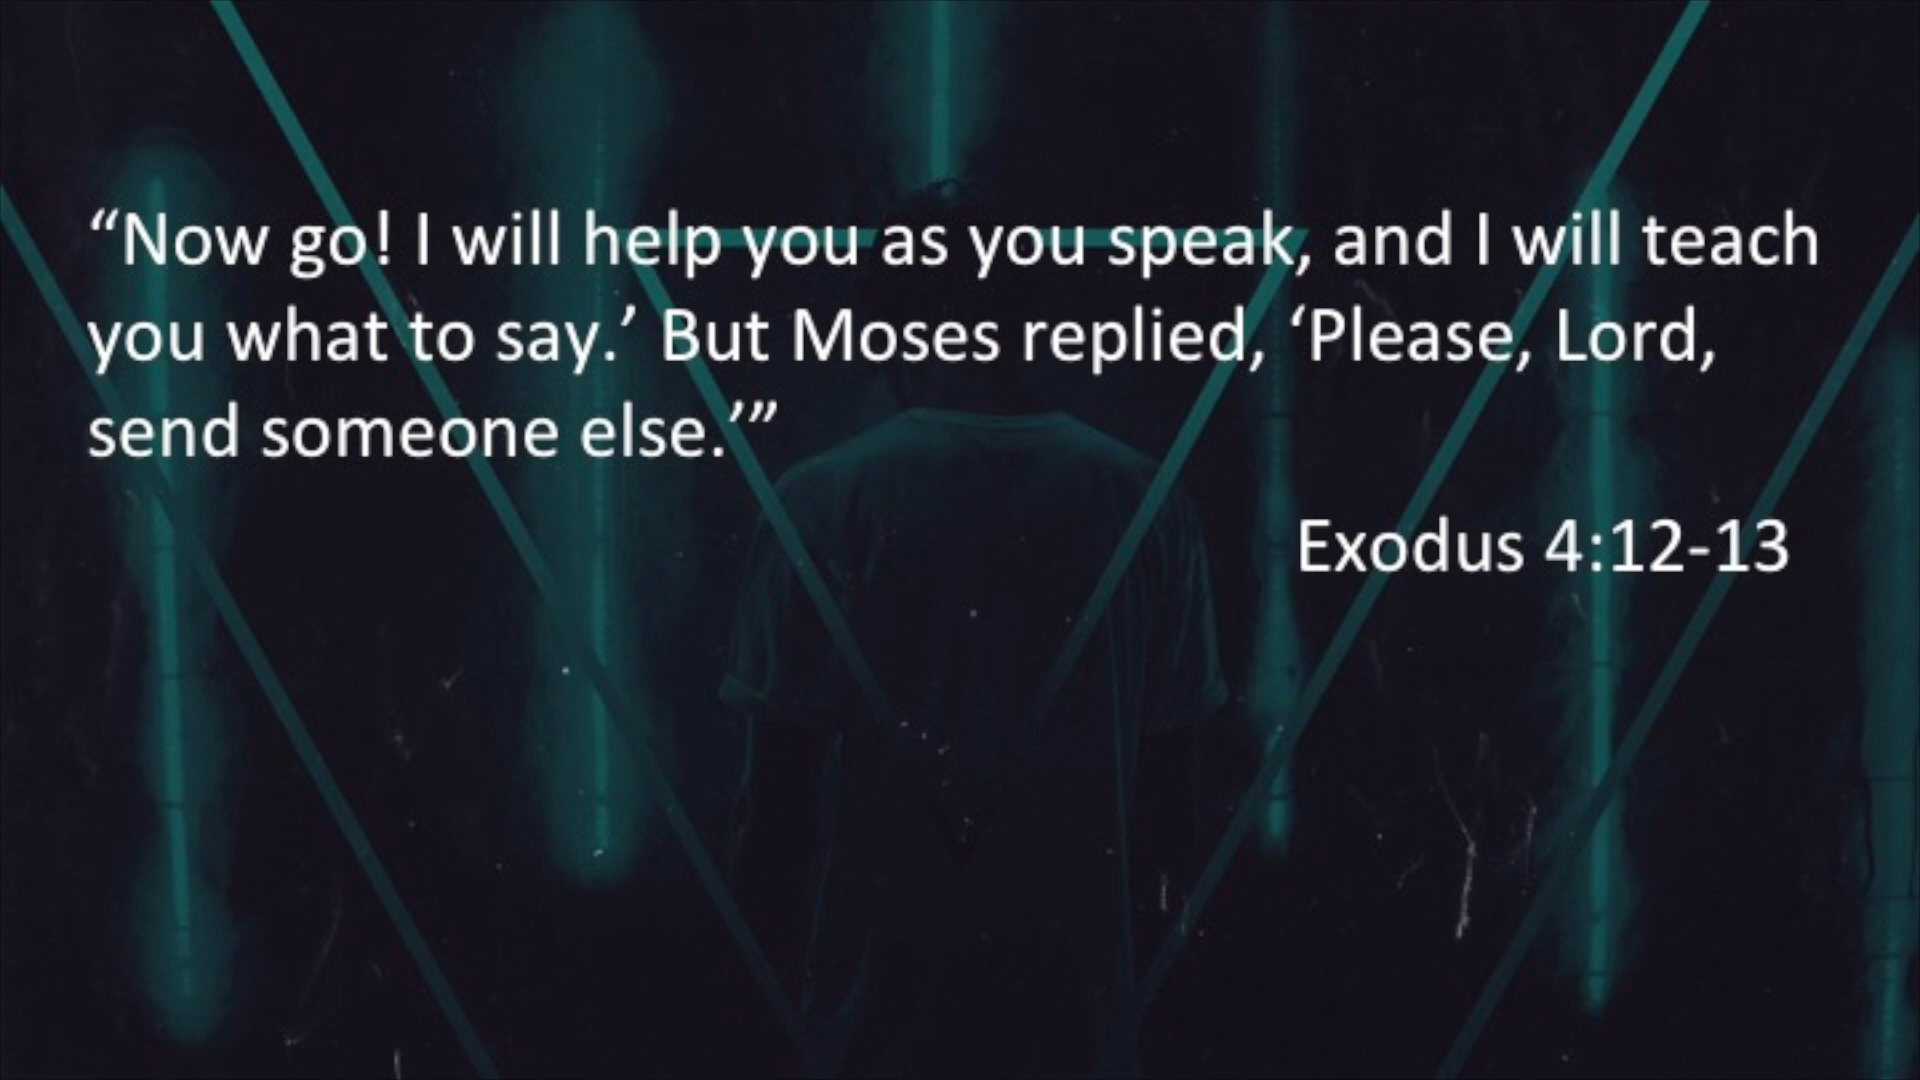 “Now go! I will help you as you speak, and I will teach
you what to say.’ But Moses replied, ‘Please, Lord,
send someone else.’”
Exodus 4:12-13